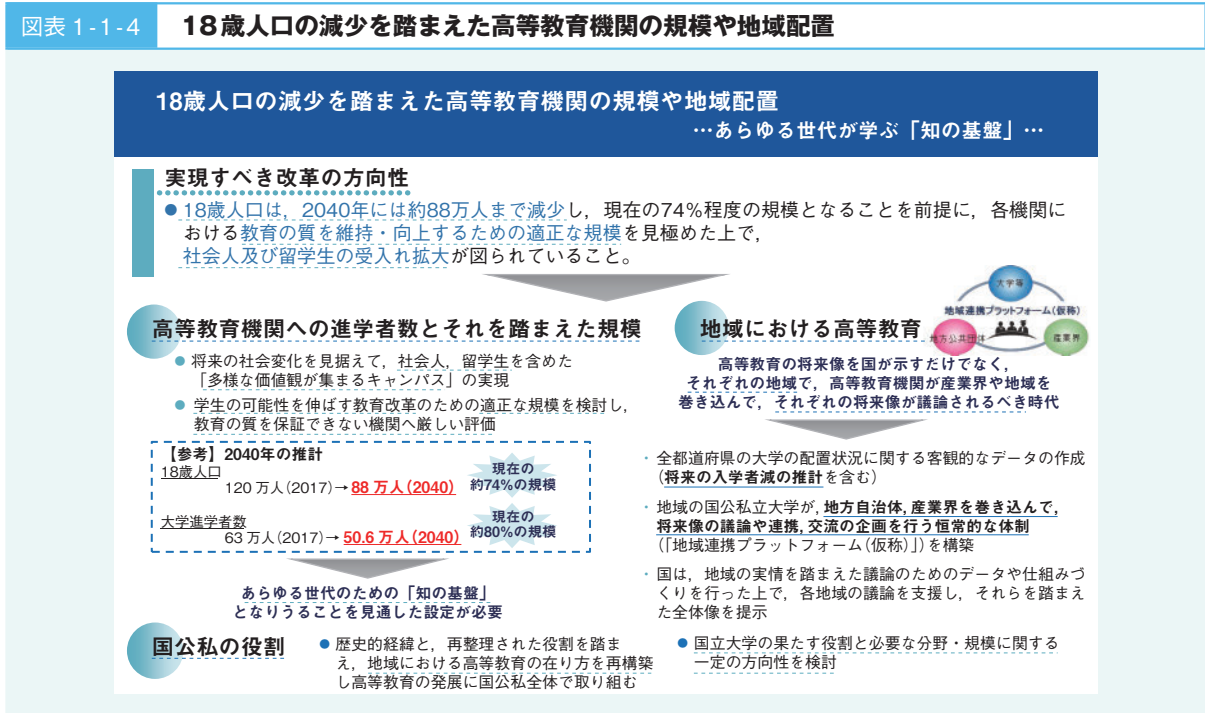 図表 1-1-4
18歳人口の減少を踏まえた高等教育機関の規模や地域配置
18歳人口の減少を踏まえた高等教育機関の規模や地域配置
…あらゆる世代が学ぶ「知の基盤」…
実現すべき改革の方向性
●18歳人口は，2040年には約88万人まで減少し，現在の74％程度の規模となることを前提に，各機関に
おける教育の質を維持・向上するための適正な規模を見極めた上で，
社会人及び留学生の受入れ拡大が図られていること。
高等教育機関への進学者数とそれを踏まえた規模
● 将来の社会変化を見据えて，社会人，留学生を含めた
「多様な価値観が集まるキャンパス」の実現
● 学生の可能性を伸ばす教育改革のための適正な規模を検討し，
教育の質を保証できない機関へ厳しい評価
【参考】2040年の推計
18歳人口
120 万人（2017）→ 88 万人（2040）
現在の
約74%の規模
大学進学者数
63 万人（2017）→ 50.6 万人（2040）
現在の
約80%の規模
あらゆる世代のための「知の基盤」
となりうることを見通した設定が必要
地域における高等教育
大学等
地域連携プラットフォーム（仮称）
地方公共団体
産業界
高等教育の将来像を国が示すだけでなく，
それぞれの地域で，高等教育機関が産業界や地域を
巻き込んで，それぞれの将来像が議論されるべき時代
・全都道府県の大学の配置状況に関する客観的なデータの作成
（将来の入学者減の推計を含む）
・地域の国公私立大学が，地方自治体，産業界を巻き込んで，
将来像の議論や連携，交流の企画を行う恒常的な体制
（「地域連携プラットフォーム（仮称）」）を構築
・国は，地域の実情を踏まえた議論のためのデータや仕組みづ
くりを行った上で，各地域の議論を支援し，それらを踏まえ
た全体像を提示
国公私の役割
● 歴史的経緯と，再整理された役割を踏ま
え，地域における高等教育の在り方を再構築
し高等教育の発展に国公私全体で取り組む
● 国立大学の果たす役割と必要な分野・規模に関する
一定の方向性を検討